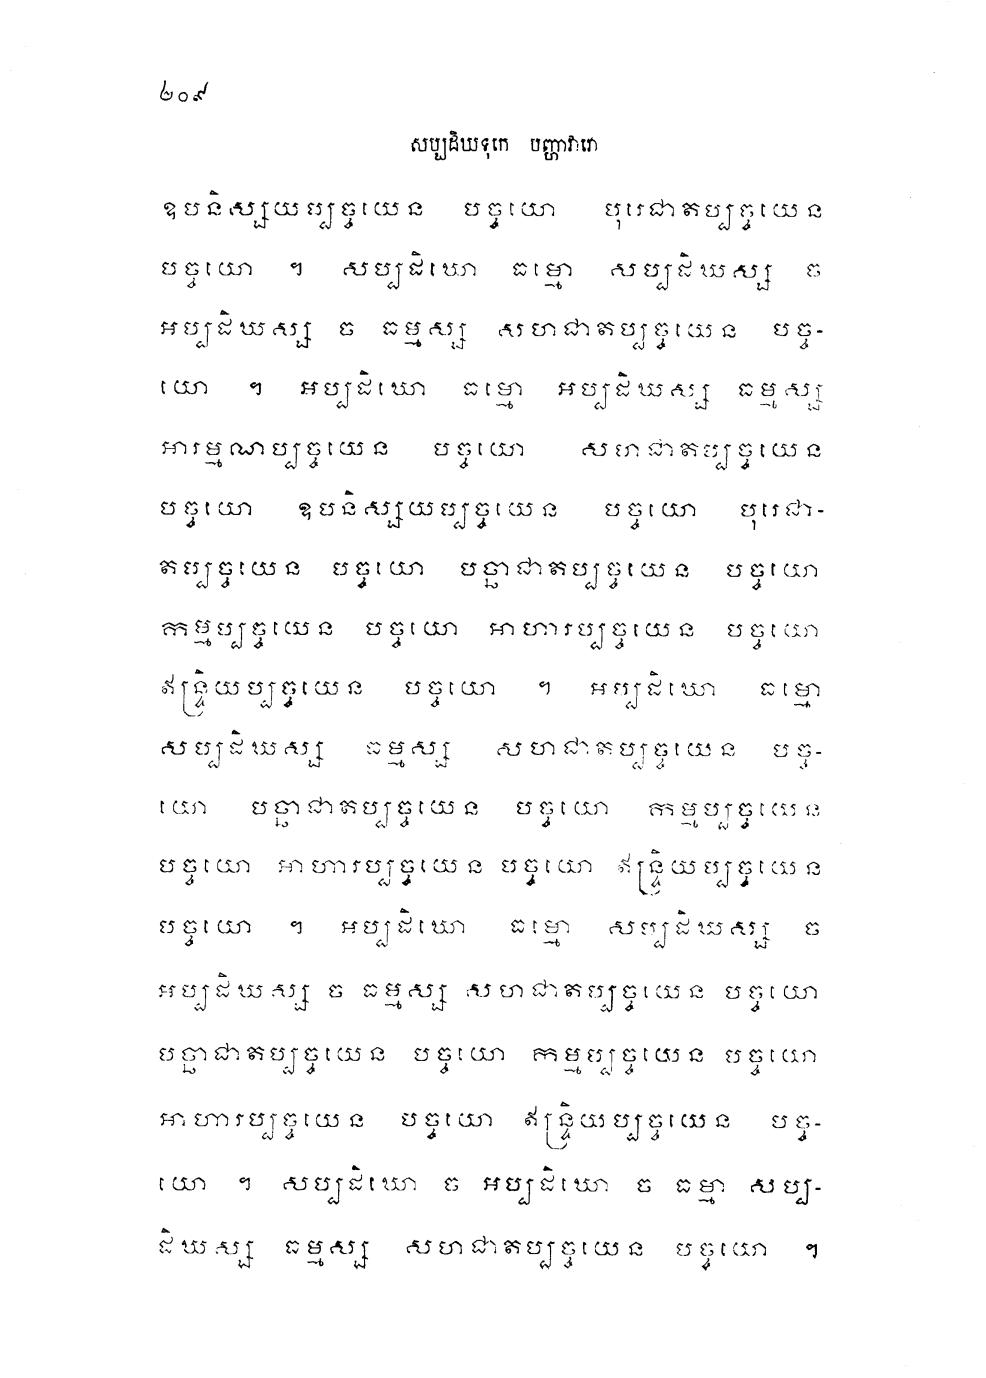 ២០៩
សប្បដិឃទុកេ បញ្ហាវារោ
ឧបនិស្សយប្បច្ចយេន បច្ចយោ បុរេជាតប្បច្ចយេន
បច្ចយោ ។ សប្បដិឃោ ធម្មោ សប្បដិឃស្ស ច
អប្បដិឃស្ស ច ធម្មស្ស សហជាតប្បច្ចយេន បច្ច-
យោ ។ អប្បដិឃោ ធម្មោ អប្បដិឃស្ស ធម្មស្ស
អារម្មណប្បច្ចយេន បច្ចយោ សហជាតប្បច្ចយេន
បច្ចយោ ឧបនិស្សយប្បច្ចយេន បច្ចយោ បុរេជា-
តប្បច្ចយេន បច្ចយោ បច្ឆាជាតប្បច្ចយេន បច្ចយោ
កម្មប្បច្ចយេន បច្ចយោ អាហារប្បច្ចយេន បច្ចយោ
ឥន្ទ្រិយប្បច្ចយេន បច្ចយោ ។ អប្បដិឃោ ធម្មោ
សប្បដិឃស្ស ធម្មស្ស សហជាតប្បច្ចយេន បច្ច-
យោ បច្ឆាជាតប្បច្ចយេន បច្ចយោ កម្មប្បច្ចយេន
បច្ចយោ អាហារប្បច្ចយេន បច្ចយោ ឥន្ទ្រិយប្បច្ចយេន
បច្ចយោ ។ អប្បដិឃោ ធម្មោ សប្បដិឃស្ស ច
អប្បដិឃស្ស ច ធម្មស្ស សហជាតប្បច្ចយេន បច្ចយោ
បច្ឆាជាតប្បច្ចយេន បច្ចយោ កម្មប្បច្ចយេន បច្ចយោ
អាហារប្បច្ចយេន បច្ចយោ ឥន្ទ្រិយប្បច្ចយេន បច្ច-
យោ ។ សប្បដិឃោ ច អប្បដិឃោ ច ធម្មា សប្ប-
ដិឃស្ស ធម្មស្ស សហជាតប្បច្ចយេន បច្ចយោ ។